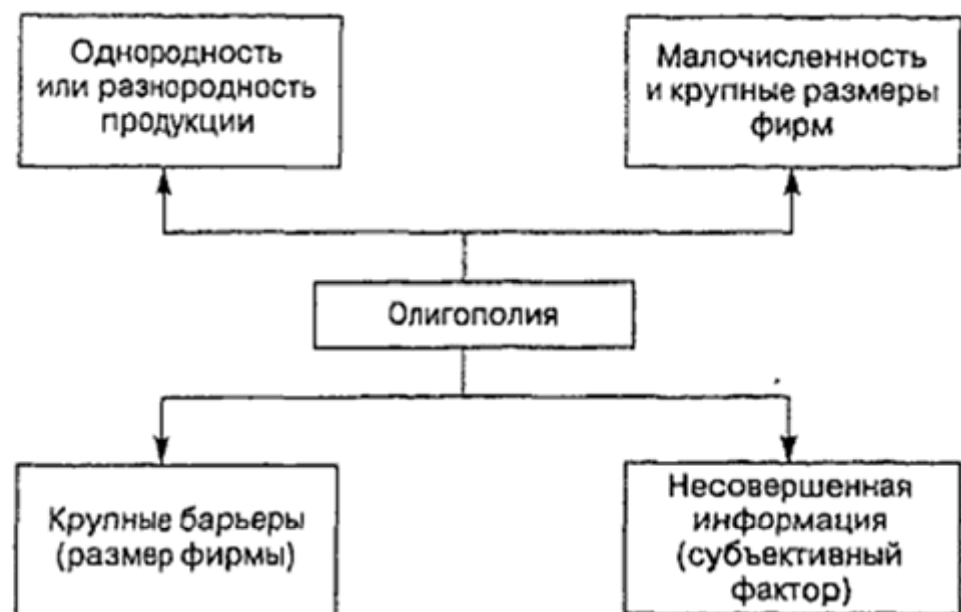 Однородность
или разнородность
продукции
Малочисленность
и крупные размеры
фирм
Олигополия
Крупные барьеры
(размер фирмы)
Несовершенная
информация
(субъективный
фактор)